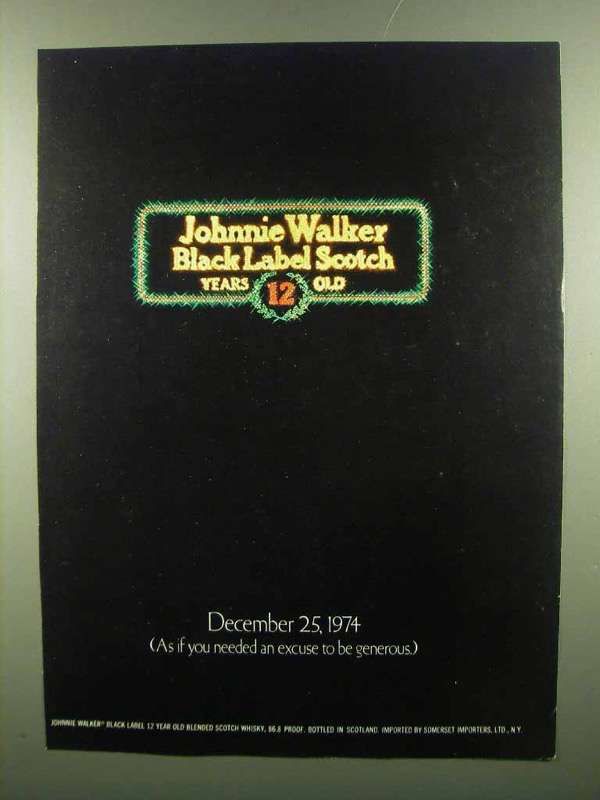 Johnnie Walker
Black Label Scotch
YEARS 12 OLD
December 25, 1974
(As if you needed an excuse to be generous.)
JOHNNIE WALKER® BLACK LABEL 12 YEAR OLD BLENDED SCOTCH WHISKY, 86.8 PROOF. BOTTLED IN SCOTLAND. IMPORTED BY SOMERSET IMPORTERS, LTD., N.Y.